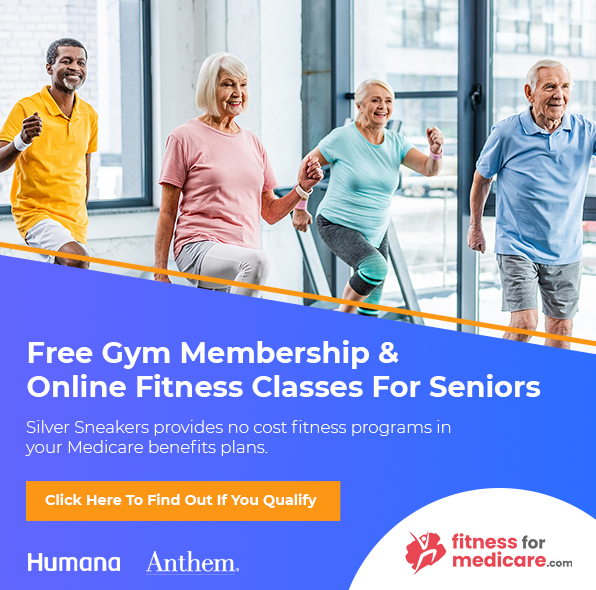 Free Gym Membership &
Online Fitness Classes For Seniors
Silver Sneakers provides no cost fitness programs in
your Medicare benefits plans.
Click Here To Find Out If You Qualify
Humana Anthem®
fitness for
medicare.com